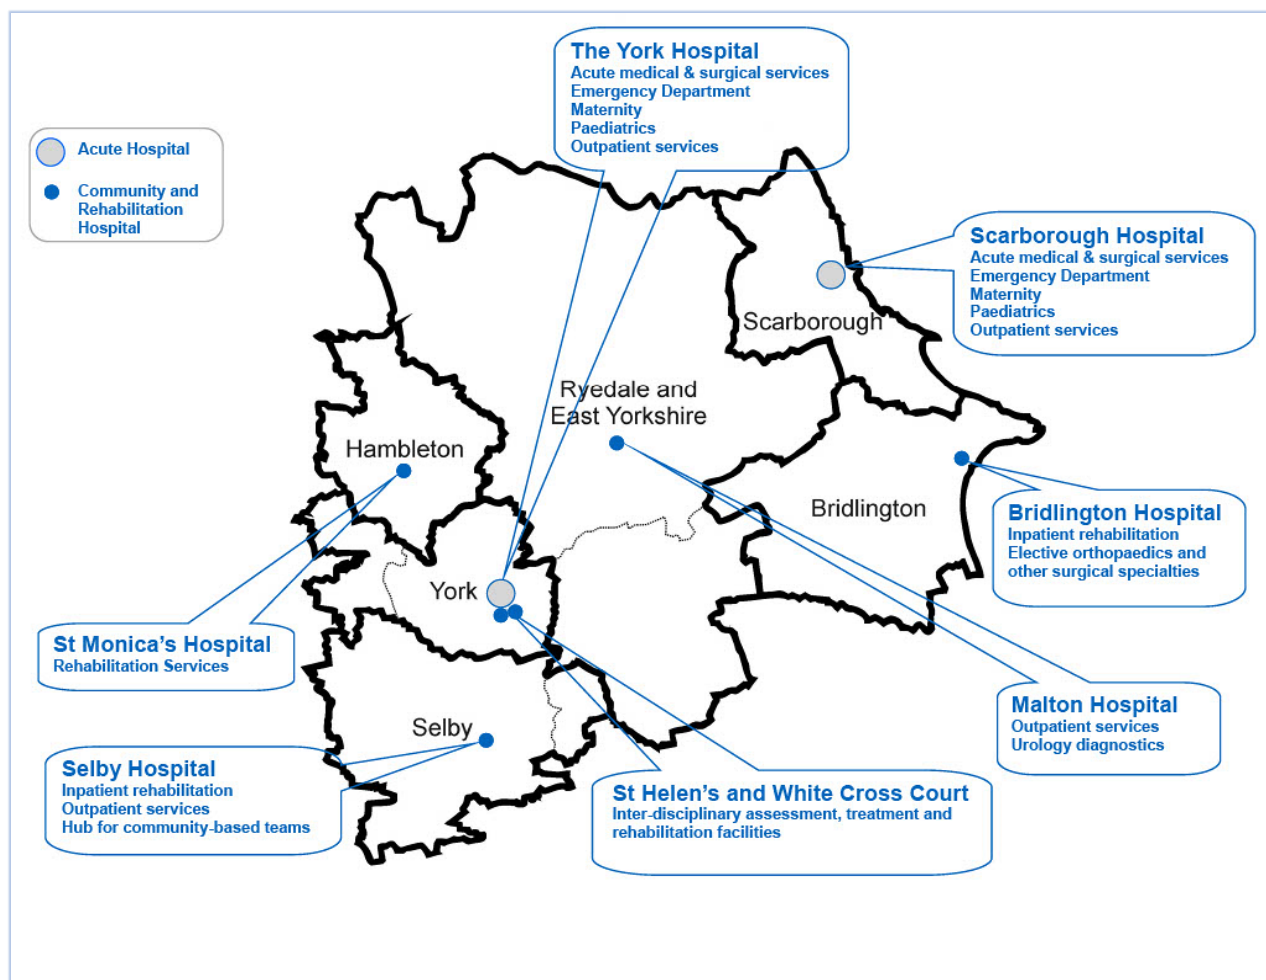 The York Hospital
Acute medical & surgical services
Emergency Department
Maternity
Paediatrics
Outpatient services
Acute Hospital
Community and
Rehabilitation
Hospital
Scarborough Hospital
Acute medical & surgical services
Emergency Department
Maternity
Paediatrics
Outpatient services
Scarborough
Ryedale and
East Yorkshire
Hambleton
Bridlington
Bridlington Hospital
Inpatient rehabilitation
Elective orthopaedics and
other surgical specialties
York
St Monica's Hospital
Rehabilitation Services
Malton Hospital
Outpatient services
Urology diagnostics
Selby
Selby Hospital
Inpatient rehabilitation
Outpatient services
Hub for community-based teams
St Helen's and White Cross Court
Inter-disciplinary assessment, treatment and
rehabilitation facilities